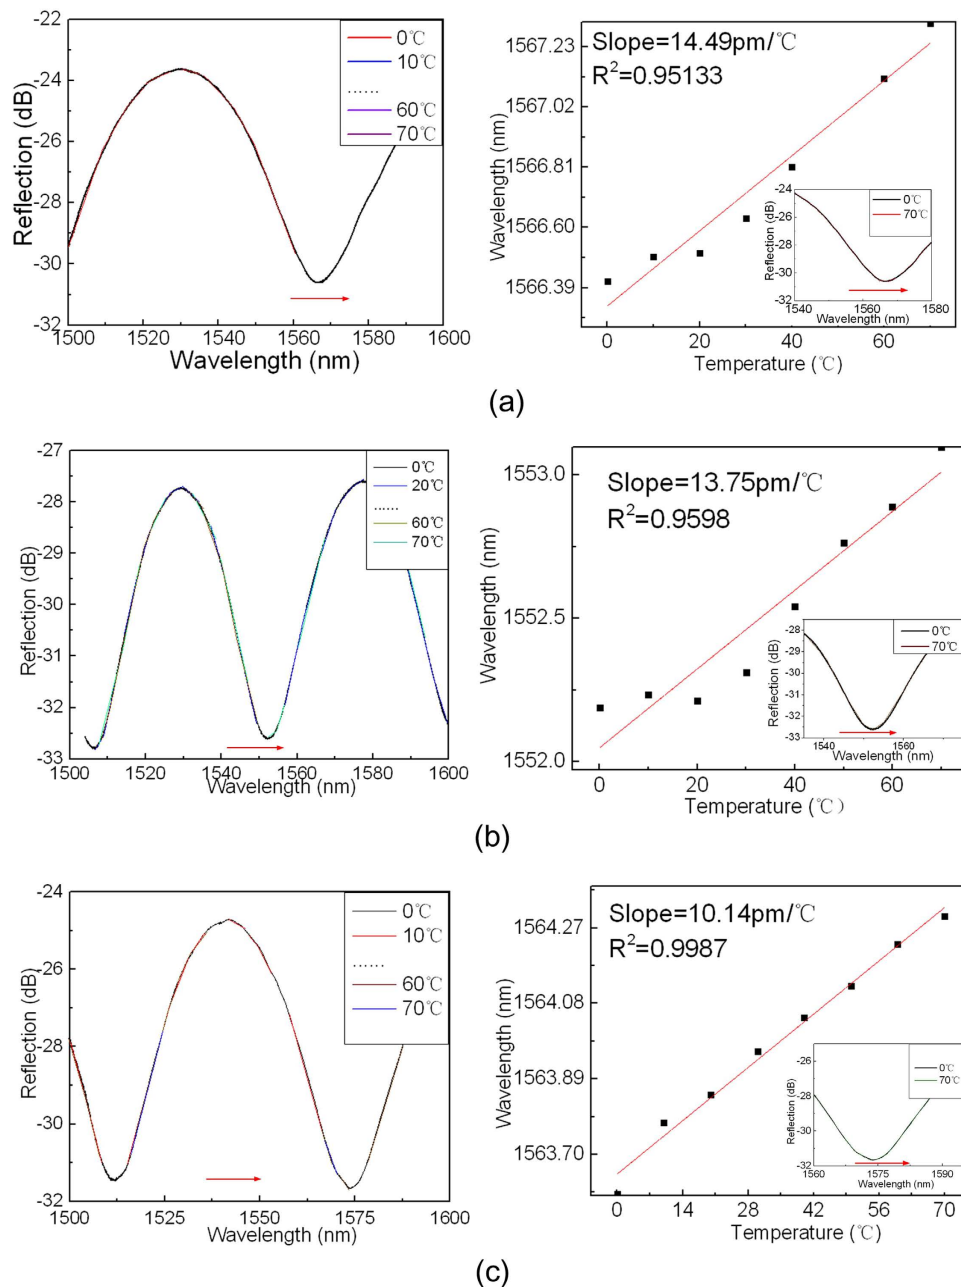 -22
-24
-26
-28
-30
-32
Reflection (dB)
0℃
10℃
......
60℃
70℃
1500 1520 1540 1560 1580 1600
Wavelength (nm)
Slope=14.49pm/℃
R²=0.95133
1567.23
1567.02
1566.81
1566.60
1566.39
Wavelength (nm)
0 20 40 60
Temperature (℃)
-24
-26
-28
-30
-32
Reflection (dB)
0℃
70℃
1540 1560 1580
Wavelength (nm)
(a)
-27
-28
-29
-30
-31
-32
-33
Reflection (dB)
0℃
20℃
......
60℃
70℃
1500 1520 1540 1560 1580 1600
Wavelength (nm)
Slope=13.75pm/℃
R²=0.9598
1553.0
1552.5
1552.0
Wavelength (nm)
0 20 40 60
Temperature (℃)
-28
-29
-30
-31
-32
-33
Reflection (dB)
0℃
70℃
1540 1560
Wavelength (nm)
(b)
-24
-26
-28
-30
-32
Reflection (dB)
0℃
10℃
......
60℃
70℃
1500 1525 1550 1575 1600
Wavelength (nm)
Slope=10.14pm/℃
R²=0.9987
1564.27
1564.08
1563.89
1563.70
Wavelength (nm)
0 14 28 42 56 70
Temperature (℃)
-26
-28
-30
-32
Reflection (dB)
0℃
70℃
1560 1575 1590
Wavelength (nm)
(c)